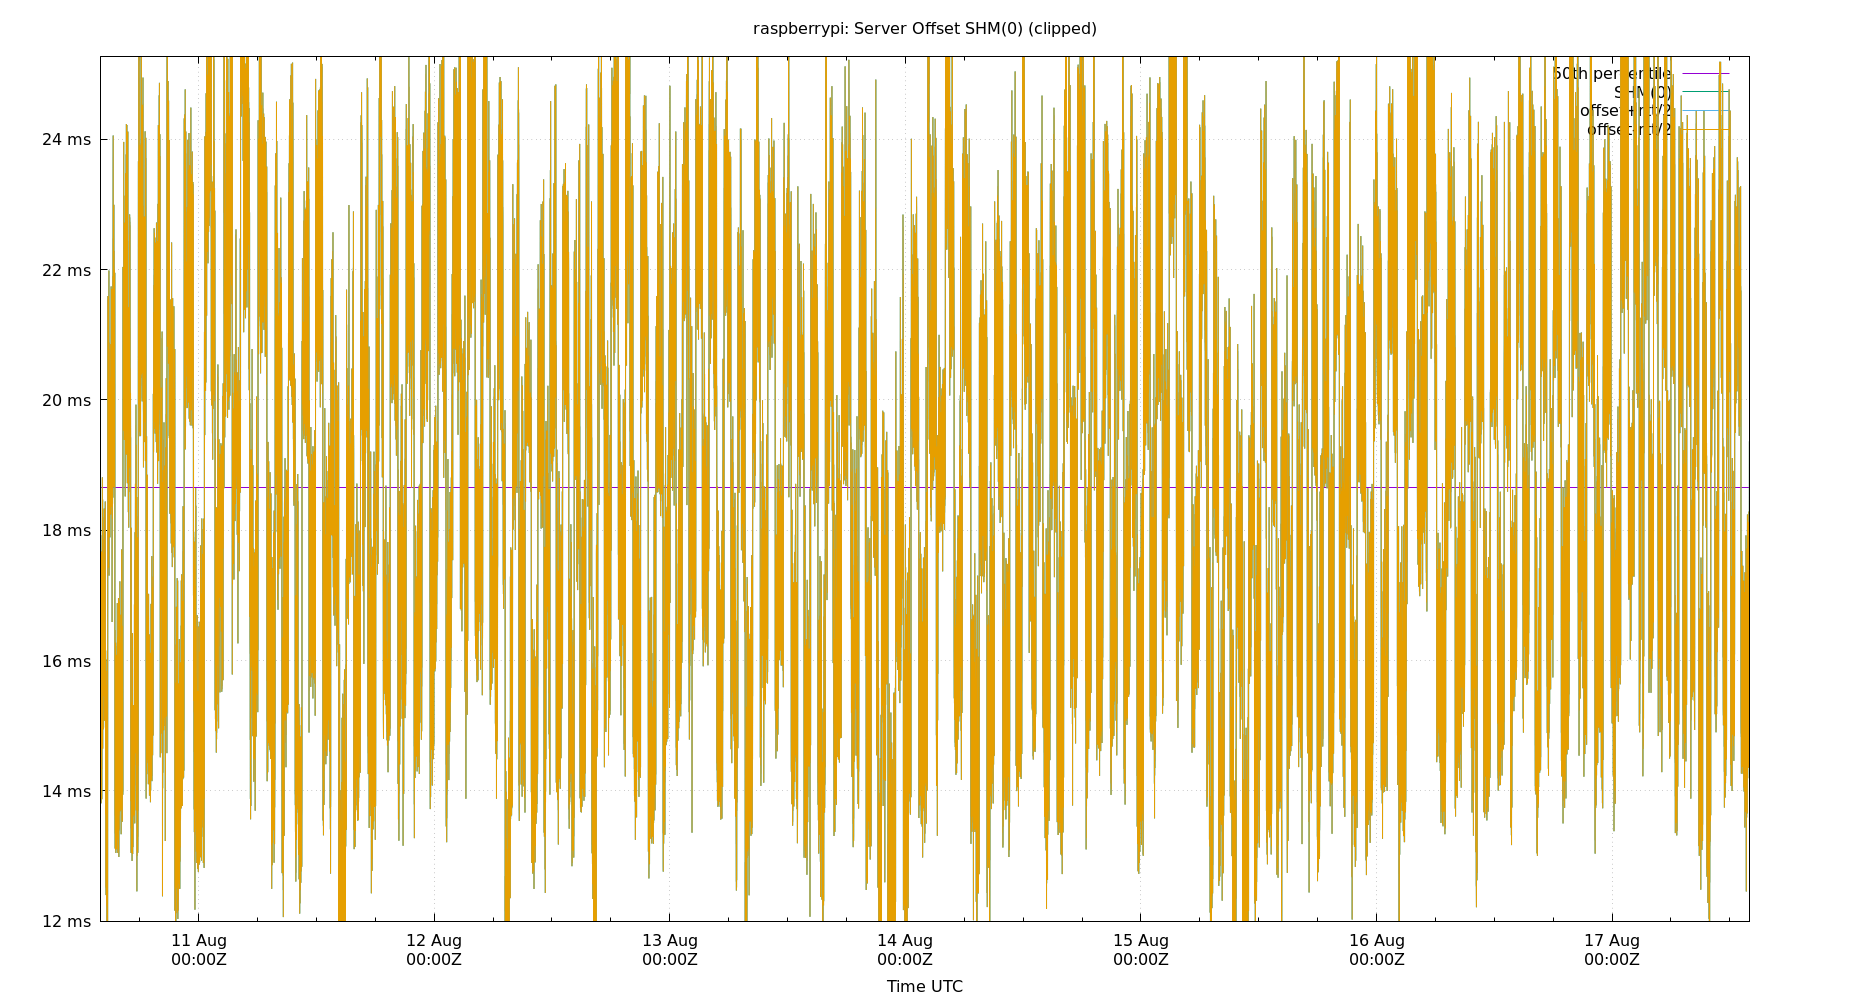 raspberrypi: Server Offset SHM(0) (clipped)
50th percentile
SHM(0)
offset+rtt/2
offset-rtt/2
24 ms
22 ms
20 ms
18 ms
16 ms
14 ms
12 ms
11 Aug 12 Aug 13 Aug 14 Aug 15 Aug 16 Aug 17 Aug
00:00Z 00:00Z 00:00Z 00:00Z 00:00Z 00:00Z 00:00Z
Time UTC